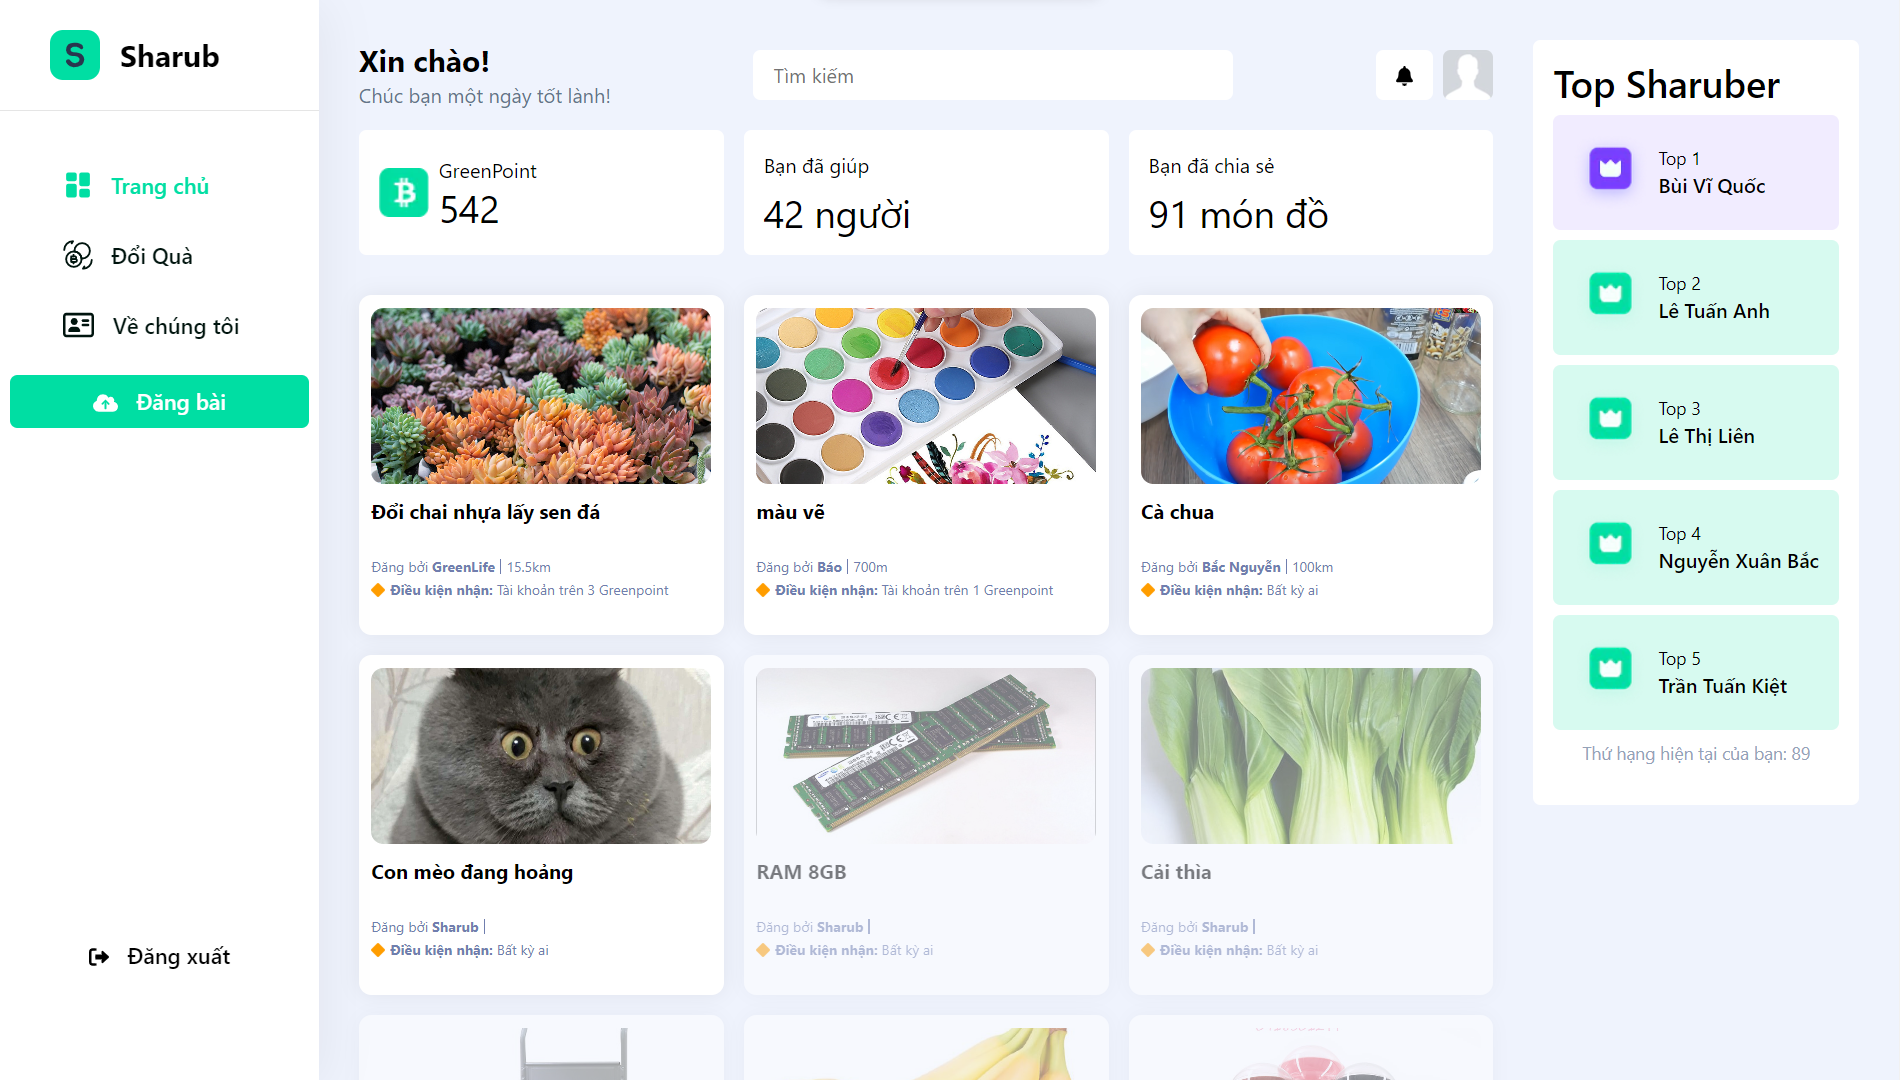 S
Sharub
Trang chủ
Đổi Quà
Về chúng tôi
Đăng bài
Đăng xuất
Xin chào!
Chúc bạn một ngày tốt lành!
Tìm kiếm
GreenPoint
542
Bạn đã giúp
42 người
Bạn đã chia sẻ
91 món đồ
Đổi chai nhựa lấy sen đá
Đăng bởi GreenLife | 15.5km
Điều kiện nhận: Tài khoản trên 3 Greenpoint
màu vẽ
Đăng bởi Báo | 700m
Điều kiện nhận: Tài khoản trên 1 Greenpoint
Cà chua
Đăng bởi Bắc Nguyễn | 100km
Điều kiện nhận: Bất kỳ ai
Con mèo đang hoảng
Đăng bởi Sharub |
Điều kiện nhận: Bất kỳ ai
RAM 8GB
Đăng bởi Sharub |
Điều kiện nhận: Bất kỳ ai
Cải thìa
Đăng bởi Sharub |
Điều kiện nhận: Bất kỳ ai
Top Sharuber
Top 1
Bùi Vĩ Quốc
Top 2
Lê Tuấn Anh
Top 3
Lê Thị Liên
Top 4
Nguyễn Xuân Bắc
Top 5
Trần Tuấn Kiệt
Thứ hạng hiện tại của bạn: 89